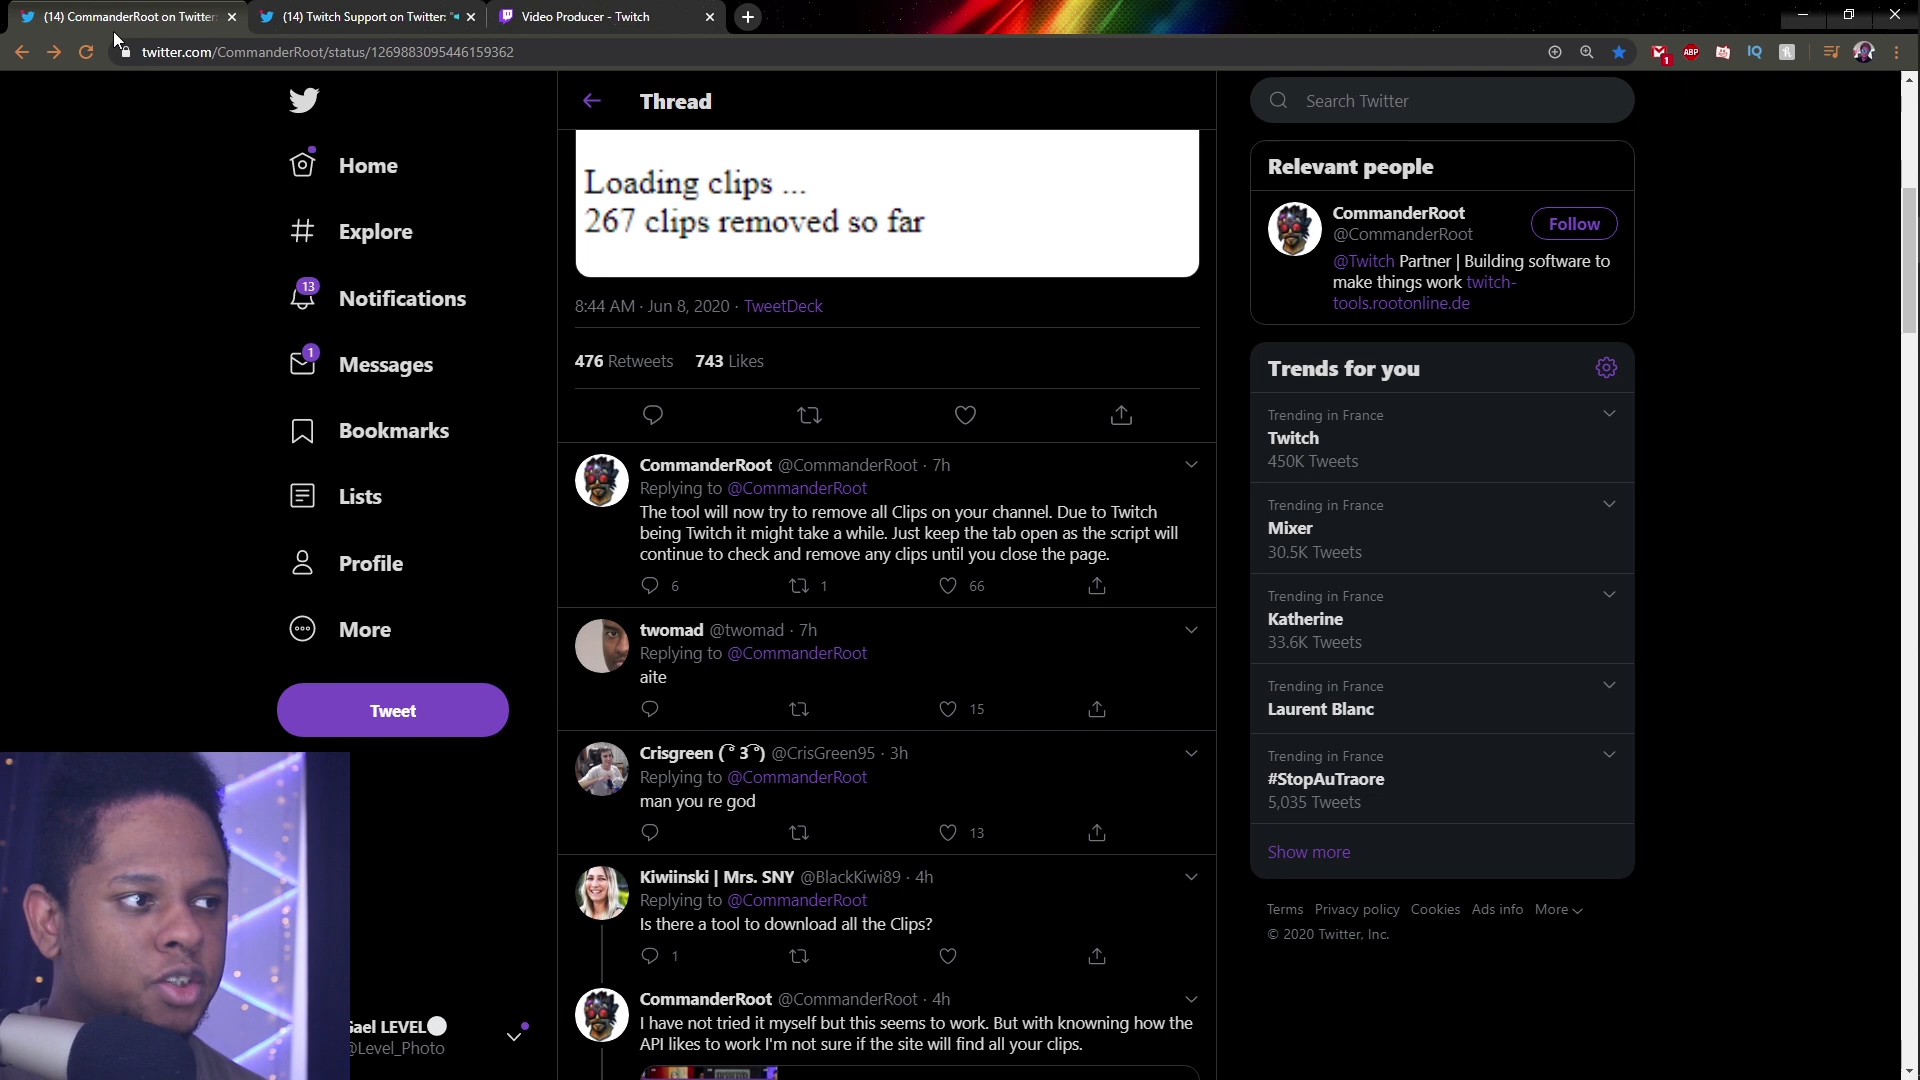 (14) CommanderRoot on Twitter:
(14) Twitch Support on Twitter: "
Video Producer - Twitch
twitter.com/CommanderRoot/status/1269883095446159362
1
ABP
IQ
Home
Explore
13
Notifications
1
Messages
Bookmarks
Lists
Profile
More
Tweet
Gael LEVEL
@Level_Photo
Thread
Loading clips ...
267 clips removed so far
8:44 AM · Jun 8, 2020 · TweetDeck
476 Retweets 743 Likes
CommanderRoot @CommanderRoot · 7h
Replying to @CommanderRoot
The tool will now try to remove all Clips on your channel. Due to Twitch
being Twitch it might take a while. Just keep the tab open as the script will
continue to check and remove any clips until you close the page.
6 1 66
twomad @twomad · 7h
Replying to @CommanderRoot
aite
15
Crisgreen ( ͡° 3 ͡°) @CrisGreen95 · 3h
Replying to @CommanderRoot
man you re god
13
Kiwiinski | Mrs. SNY @BlackKiwi89 · 4h
Replying to @CommanderRoot
Is there a tool to download all the Clips?
1
CommanderRoot @CommanderRoot · 4h
I have not tried it myself but this seems to work. But with knowning how the
API likes to work I'm not sure if the site will find all your clips.
Search Twitter
Relevant people
CommanderRoot
@CommanderRoot
Follow
@Twitch Partner | Building software to
make things work twitch-
tools.rootonline.de
Trends for you
Trending in France
Twitch
450K Tweets
Trending in France
Mixer
30.5K Tweets
Trending in France
Katherine
33.6K Tweets
Trending in France
Laurent Blanc
Trending in France
#StopAuTraore
5,035 Tweets
Show more
Terms Privacy policy Cookies Ads info More
© 2020 Twitter, Inc.